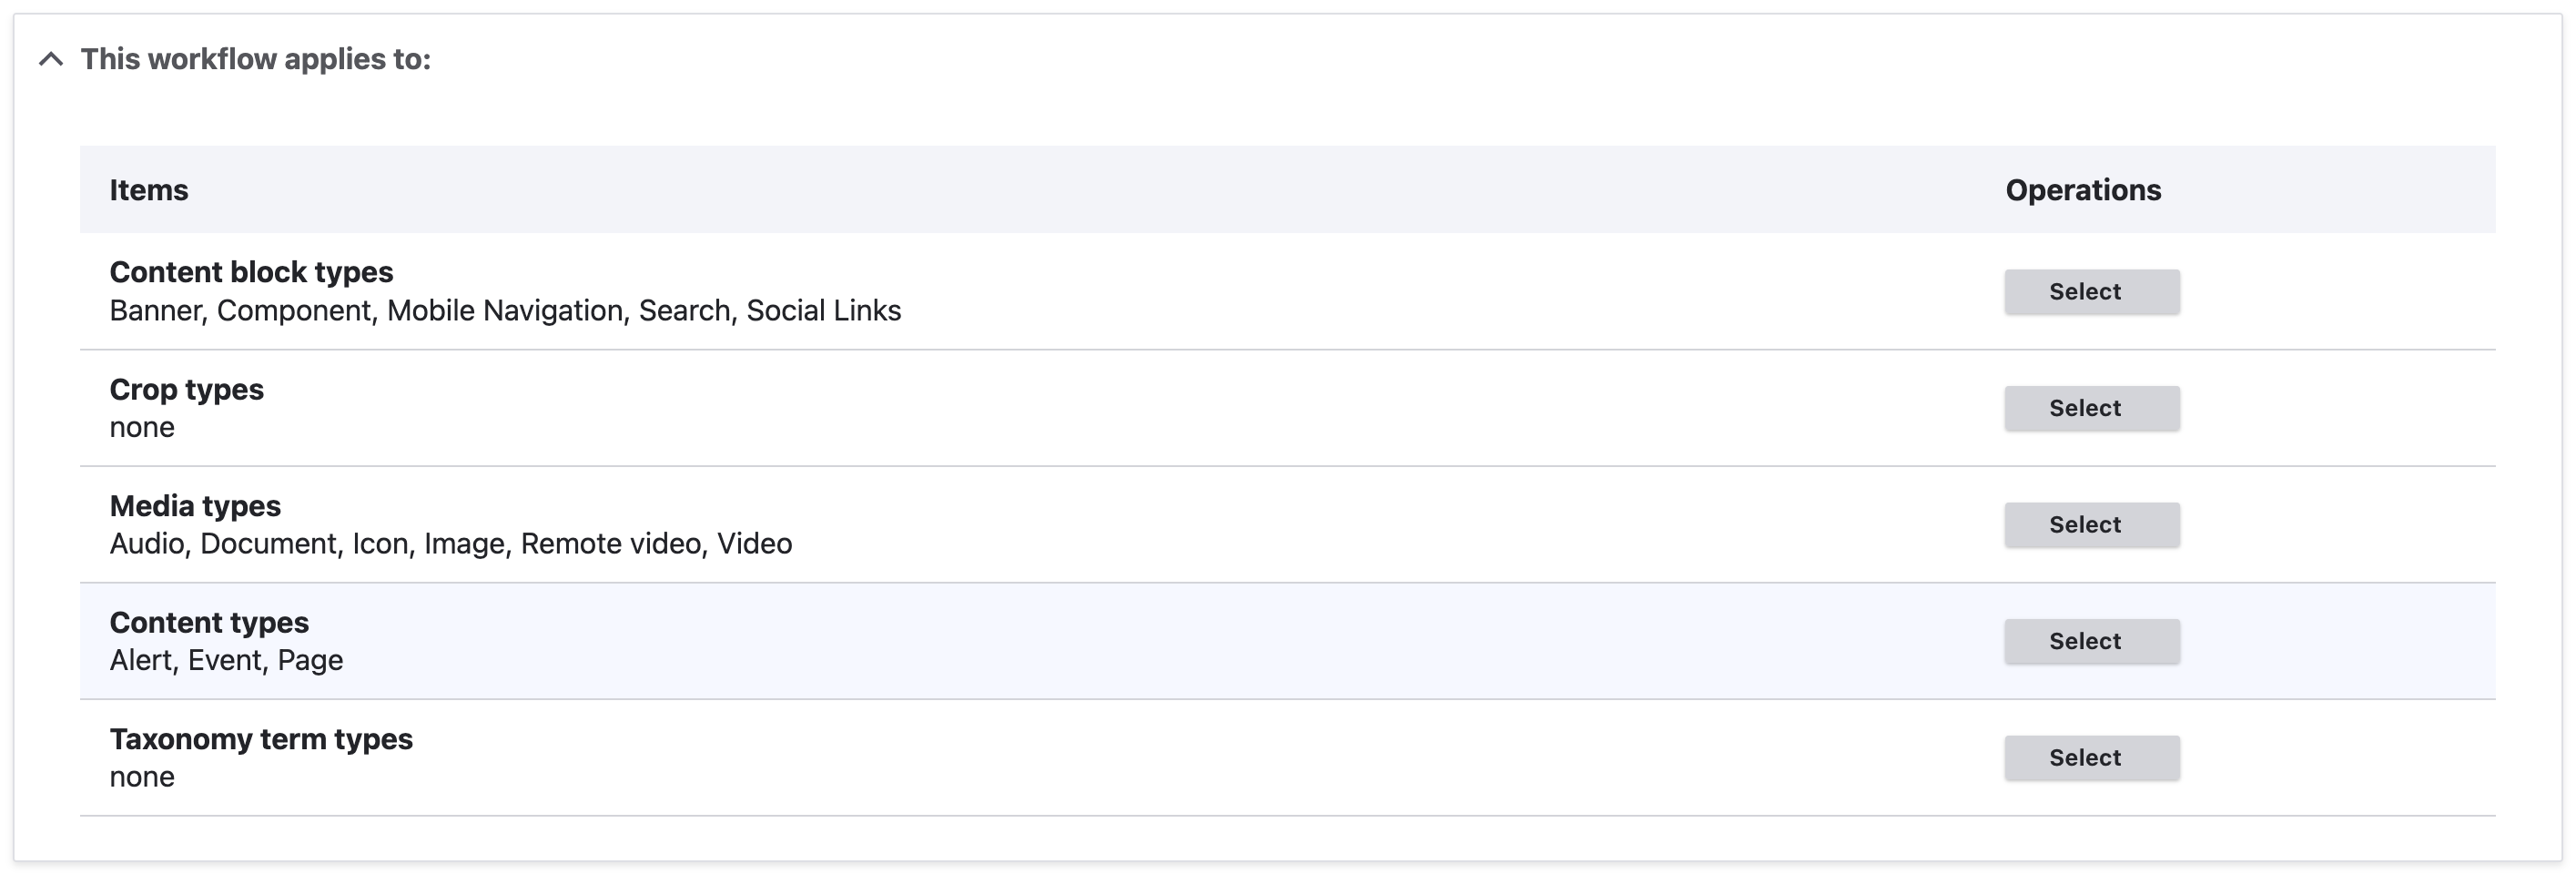 This workflow applies to:
Items Operations
Content block types
Banner, Component, Mobile Navigation, Search, Social Links
Select
Crop types
none
Select
Media types
Audio, Document, Icon, Image, Remote video, Video
Select
Content types
Alert, Event, Page
Select
Taxonomy term types
none
Select